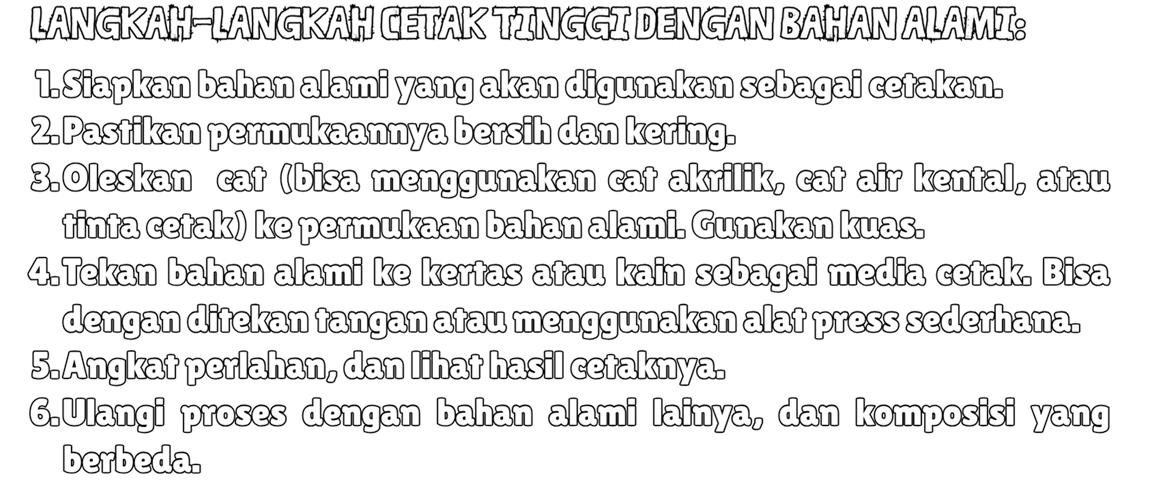 LANGKAH-LANGKAH CETAK TINGGI DENGAN BAHAN ALAMI:
1. Siapkan bahan alami yang akan digunakan sebagai cetakan.
2. Pastikan permukaannya bersih dan kering.
3. Oleskan cat (bisa menggunakan cat akrilik, cat air kental, atau
tinta cetak) ke permukaan bahan alami. Gunakan kuas.
4. Tekan bahan alami ke kertas atau kain sebagai media cetak. Bisa
dengan ditekan tangan atau menggunakan alat press sederhana.
5. Angkat perlahan, dan lihat hasil cetaknya.
6. Ulangi proses dengan bahan alami lainya, dan komposisi yang
berbeda.